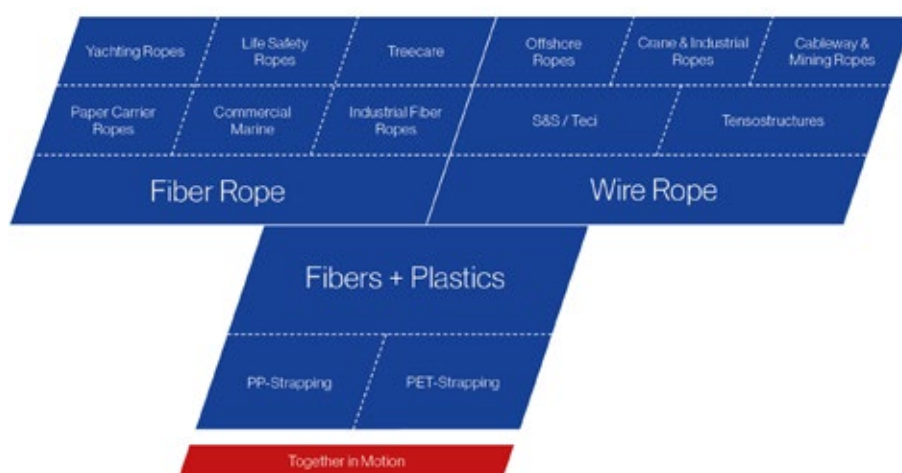 Yachting Ropes
Life Safety
Ropes
Treecare
Offshore
Ropes
Crane & Industrial
Ropes
Cableway &
Mining Ropes
Paper Carrier
Ropes
Commercial
Marine
Industrial Fiber
Ropes
S&S / Teci
Tensostructures
Fiber Rope
Wire Rope
Fibers + Plastics
PP-Strapping
PET-Strapping
Together in Motion